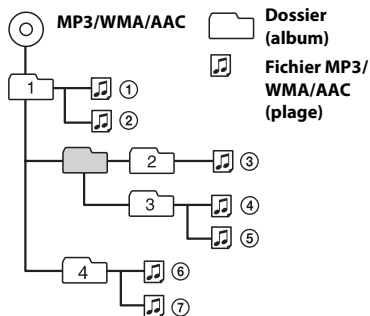 MP3/WMA/AAC
Dossier
(album)
Fichier MP3/
WMA/AAC
(plage)
1
①
②
2
③
3
④
⑤
4
⑥
⑦